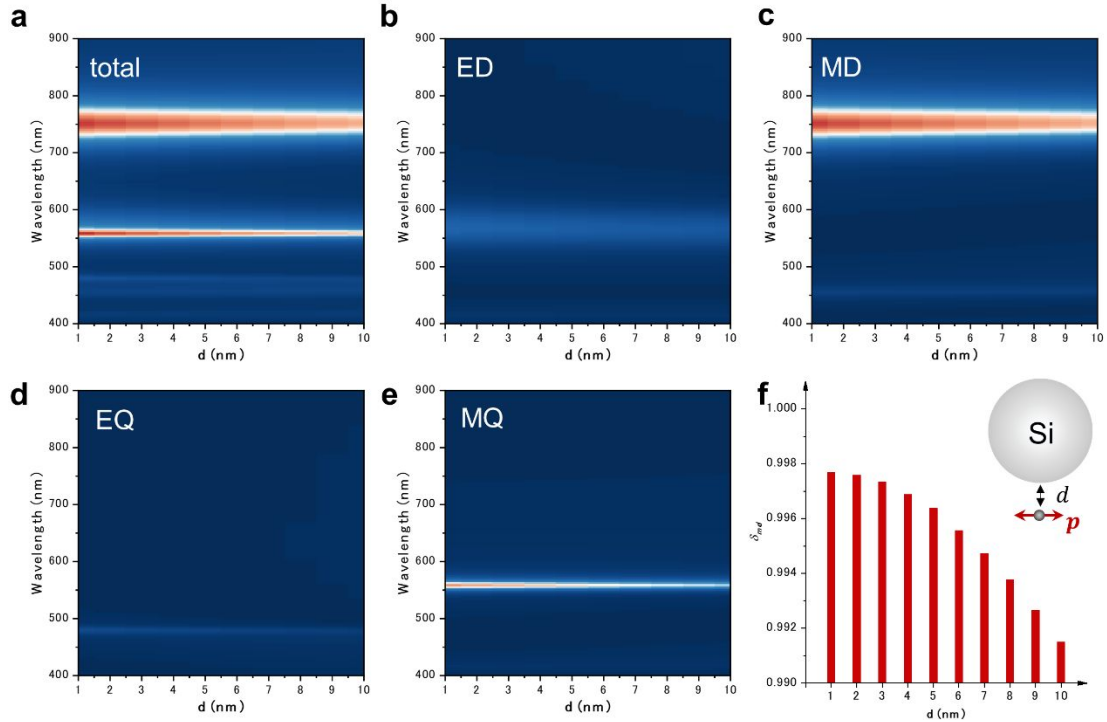 a
total
Wavelength (nm)
900
800
700
600
500
400
1 2 3 4 5 6 7 8 9 10
d (nm)
b
ED
Wavelength (nm)
900
800
700
600
500
400
1 2 3 4 5 6 7 8 9 10
d (nm)
c
MD
Wavelength (nm)
900
800
700
600
500
400
1 2 3 4 5 6 7 8 9 10
d (nm)
d
EQ
Wavelength (nm)
900
800
700
600
500
400
1 2 3 4 5 6 7 8 9 10
d (nm)
e
MQ
Wavelength (nm)
900
800
700
600
500
400
1 2 3 4 5 6 7 8 9 10
d (nm)
f
Si
d
p
δmd
1.000
0.998
0.996
0.994
0.992
0.990
1 2 3 4 5 6 7 8 9 10
d (nm)